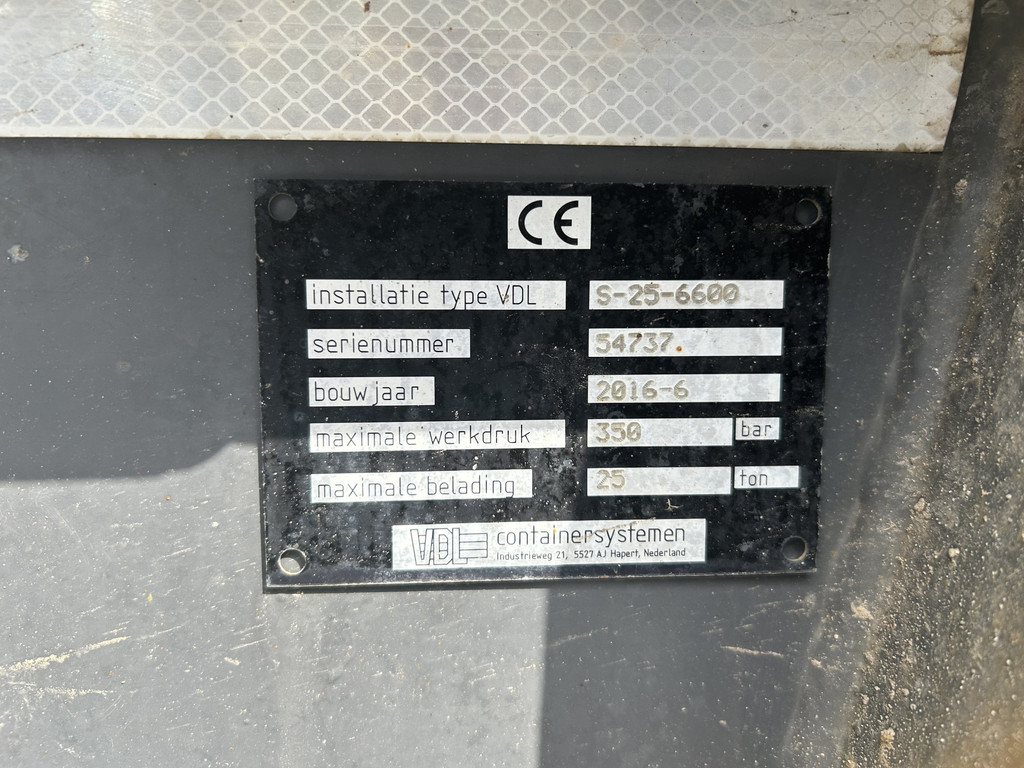 CE
installatie type VDL S-25-6600
serienummer 54737
bouwjaar 2016-6
maximale werkdruk 350 bar
maximale belading 25 ton
VDL containersystemen
Industrieweg 21, 5527 AJ Hapert, Nederland